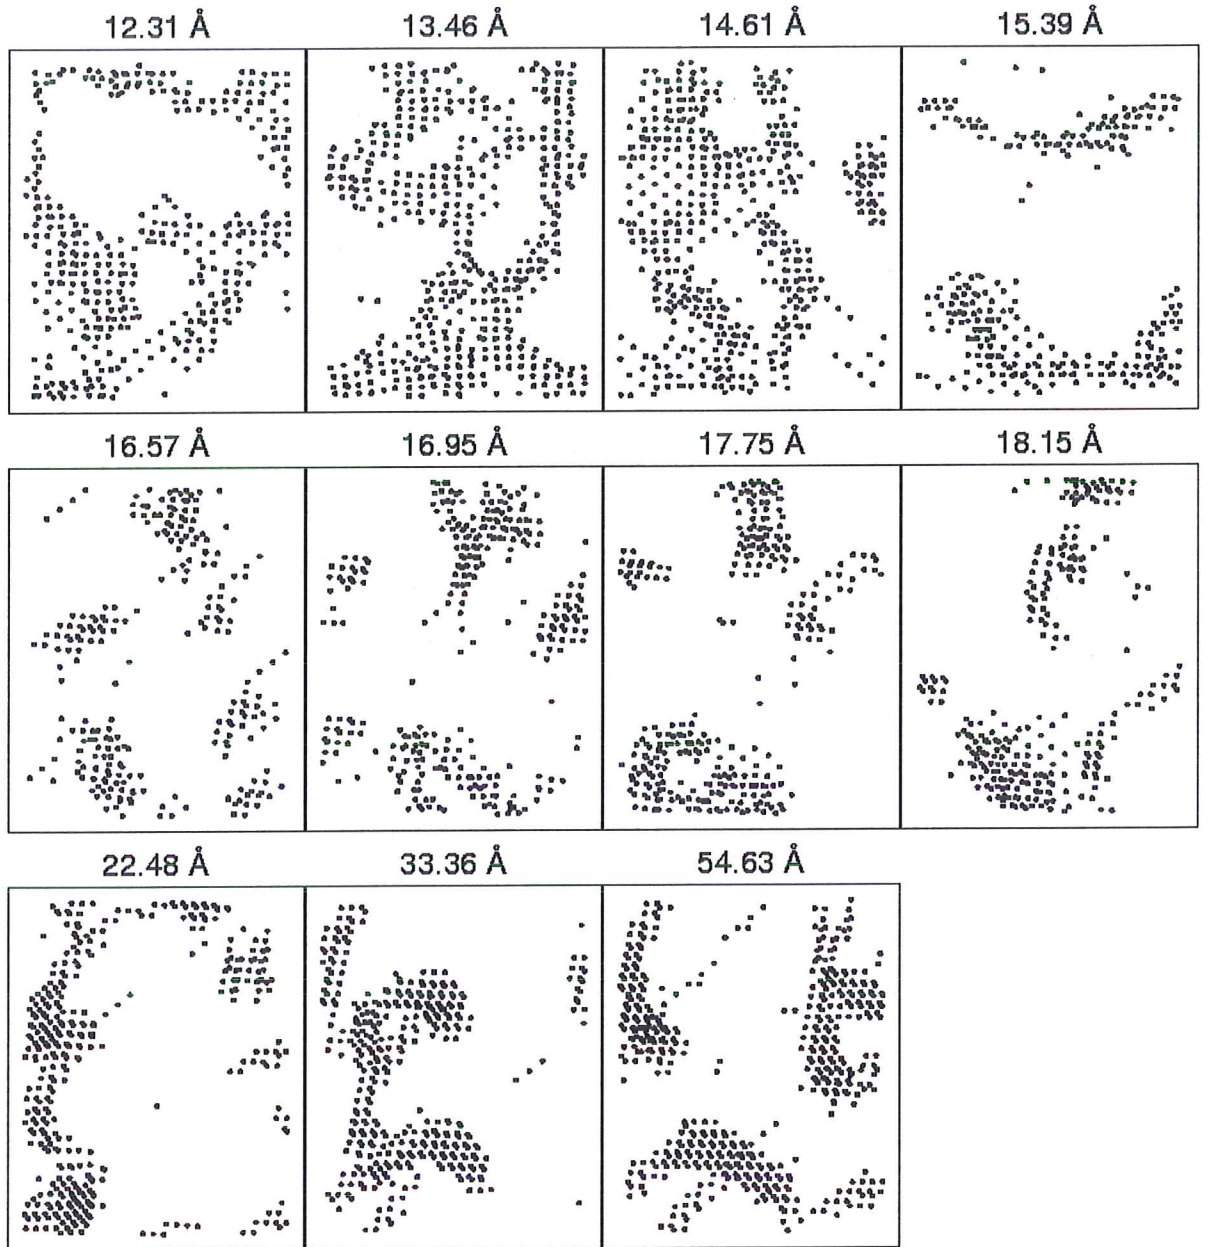 12.31 Å 13.46 Å 14.61 Å 15.39 Å
16.57 Å 16.95 Å 17.75 Å 18.15 Å
22.48 Å 33.36 Å 54.63 Å